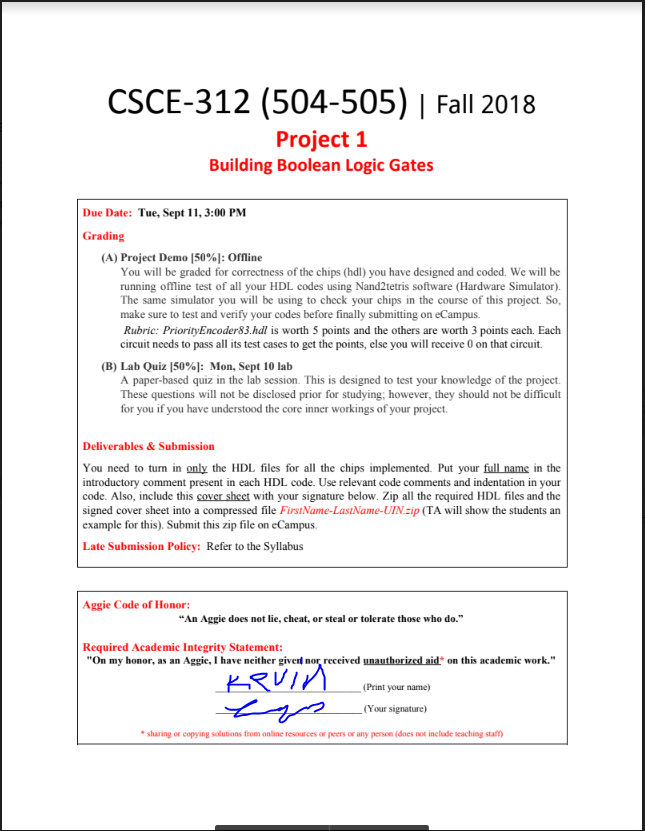 CSCE-312 (504-505) | Fall 2018
Project 1
Building Boolean Logic Gates
Due Date: Tue, Sept 11, 3:00 PM
Grading
(A) Project Demo [50%]: Offline
You will be graded for correctness of the chips (hdl) you have designed and coded. We will be
running offline test of all your HDL codes using Nand2tetris software (Hardware Simulator).
The same simulator you will be using to check your chips in the course of this project. So,
make sure to test and verify your codes before finally submitting on eCampus.
Rubric: PriorityEncoder83.hdl is worth 5 points and the others are worth 3 points each. Each
circuit needs to pass all its test cases to get the points, else you will receive 0 on that circuit.
(B) Lab Quiz [50%]: Mon, Sept 10 lab
A paper-based quiz in the lab session. This is designed to test your knowledge of the project.
These questions will not be disclosed prior for studying; however, they should not be difficult
for you if you have understood the core inner workings of your project.
Deliverables & Submission
You need to turn in only the HDL files for all the chips implemented. Put your full name in the
introductory comment present in each HDL code. Use relevant code comments and indentation in your
code. Also, include this cover sheet with your signature below. Zip all the required HDL files and the
signed cover sheet into a compressed file FirstName-LastName-UIN.zip (TA will show the students an
example for this). Submit this zip file on eCampus.
Late Submission Policy: Refer to the Syllabus
Aggie Code of Honor:
“An Aggie does not lie, cheat, or steal or tolerate those who do.”
Required Academic Integrity Statement:
"On my honor, as an Aggie, I have neither given nor received unauthorized aid* on this academic work."
(Print your name)
(Your signature)
* sharing or copying solutions from online resources or peers or any person (does not include teaching staff)